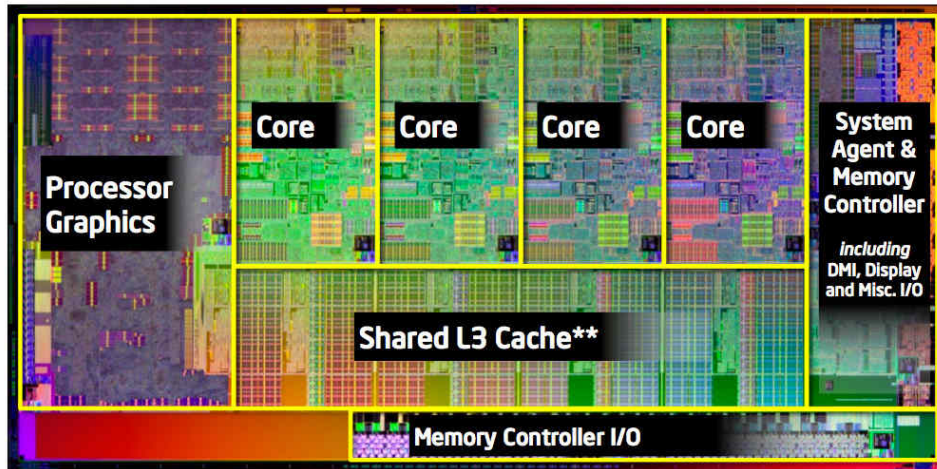 Processor
Graphics
Core
Core
Core
Core
System
Agent &
Memory
Controller
including
DMI, Display
and Misc. I/O
Shared L3 Cache**
Memory Controller I/O